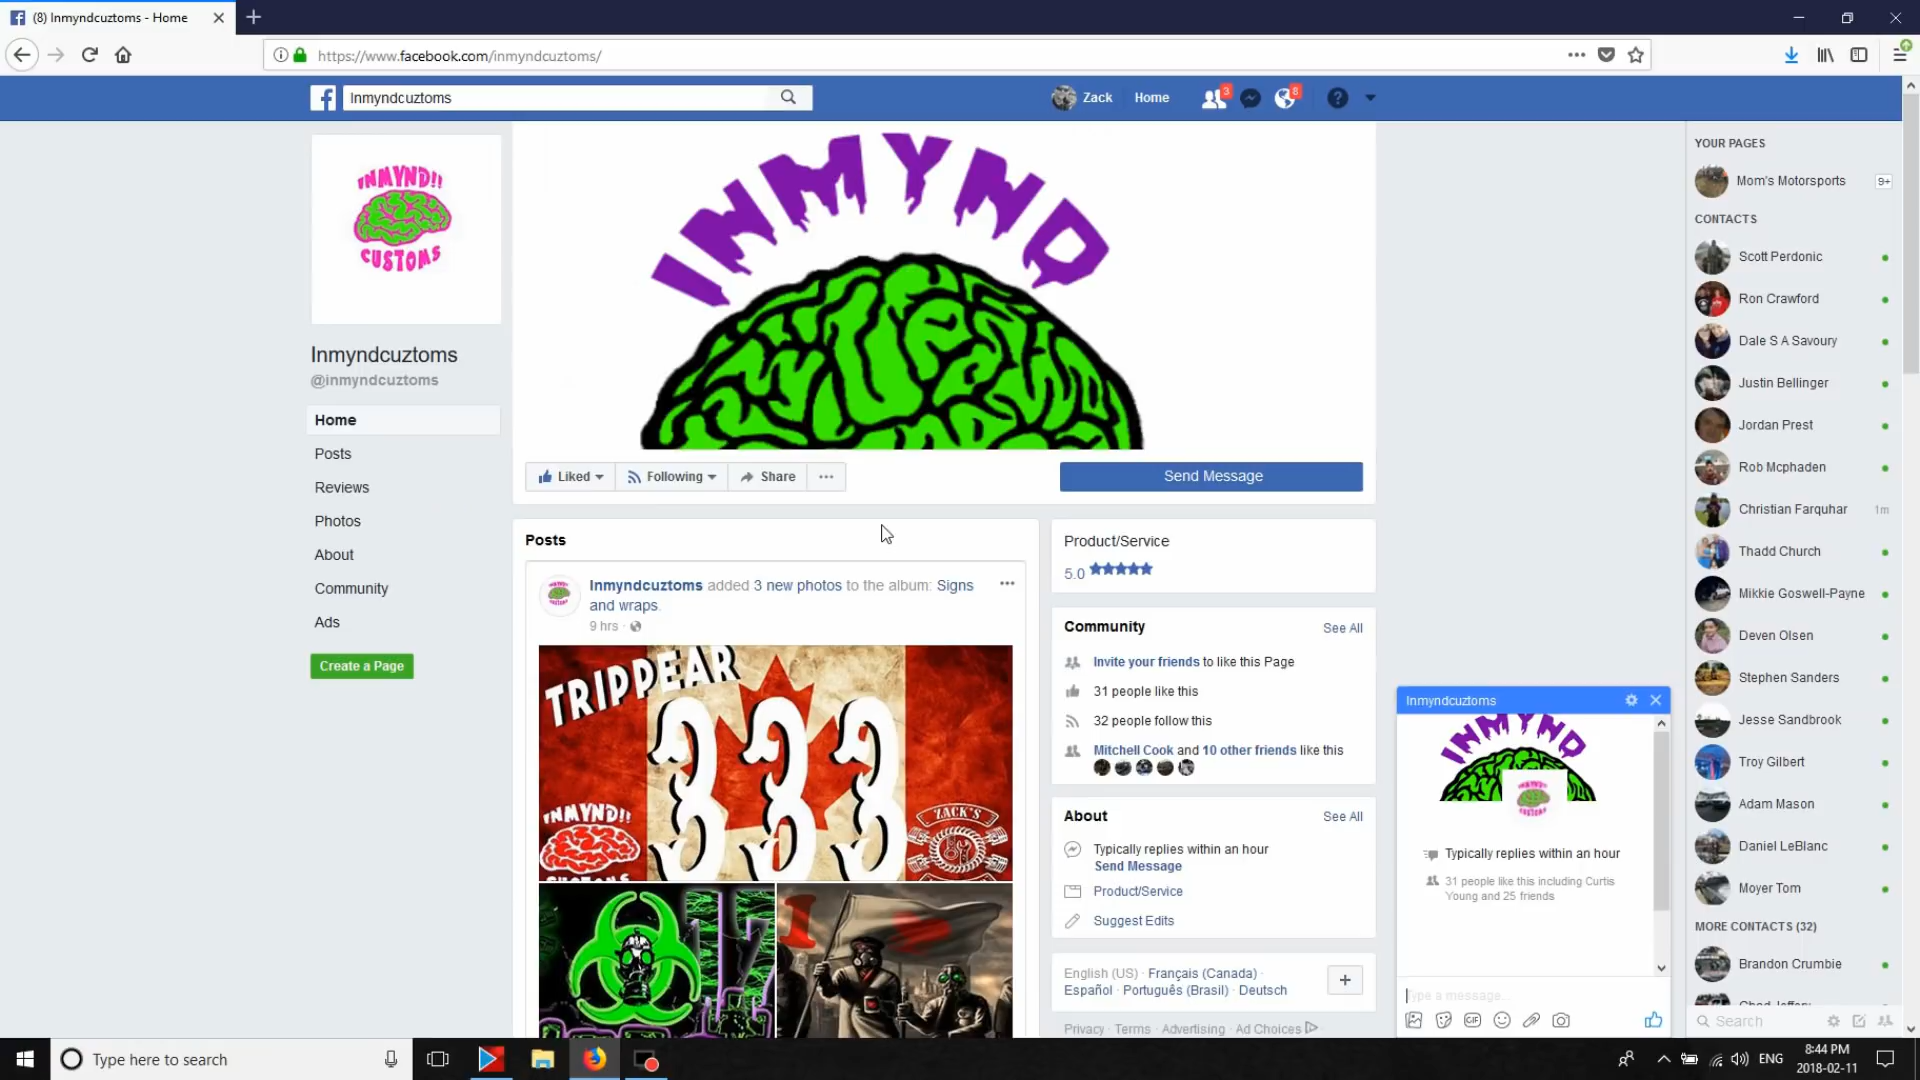 (8) Inmyndcuztoms - Home
https://www.facebook.com/inmyndcuztoms/
Inmyndcuztoms
Zack
Home
3
8
INMYND!!
CUSTOMS
Inmyndcuztoms
@inmyndcuztoms
Home
Posts
Reviews
Photos
About
Community
Ads
Create a Page
INMYND
Liked
Following
Share
Send Message
Posts
Inmyndcuztoms added 3 new photos to the album: Signs
and wraps.
9 hrs ·
TRIPPEAR
333
INMYND!!
CUSTOMS
ZACK'S
Product/Service
5.0
Community
See All
Invite your friends to like this Page
31 people like this
32 people follow this
Mitchell Cook and 10 other friends like this
About
See All
Typically replies within an hour
Send Message
Product/Service
Suggest Edits
English (US) · Français (Canada) ·
Español · Português (Brasil) · Deutsch
Privacy · Terms · Advertising · Ad Choices
Inmyndcuztoms
INMYND
Typically replies within an hour
31 people like this including Curtis
Young and 25 friends
Type a message...
GIF
YOUR PAGES
Mom's Motorsports
9+
CONTACTS
Scott Perdonic
Ron Crawford
Dale S A Savoury
Justin Bellinger
Jordan Prest
Rob Mcphaden
Christian Farquhar
1m
Thadd Church
Mikkie Goswell-Payne
Deven Olsen
Stephen Sanders
Jesse Sandbrook
Troy Gilbert
Adam Mason
Daniel LeBlanc
Moyer Tom
MORE CONTACTS (32)
Brandon Crumbie
Search
Type here to search
ENG
8:44 PM
2018-02-11